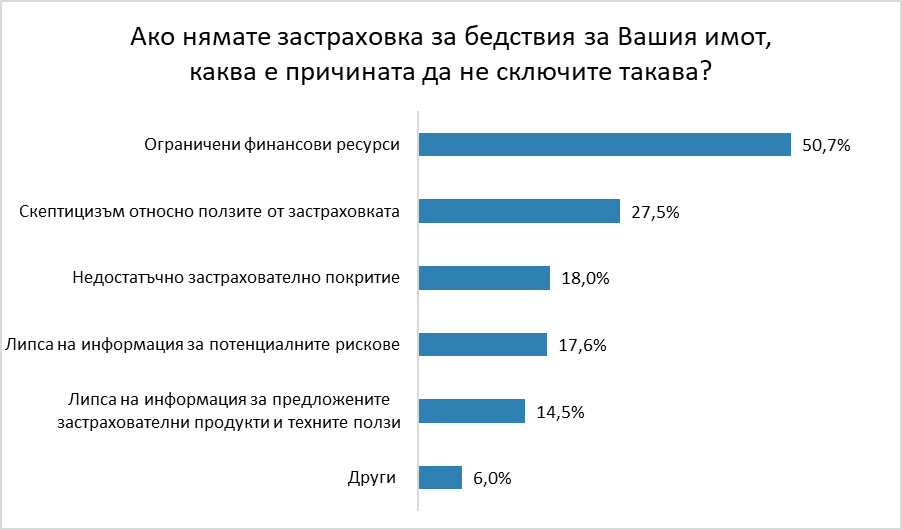 Ако нямате застраховка за бедствия за Вашия имот,
каква е причината да не сключите такава?
Ограничени финансови ресурси
50,7%
Скептицизъм относно ползите от застраховката
27,5%
Недостатъчно застрахователно покритие
18,0%
Липса на информация за потенциалните рискове
17,6%
Липса на информация за предложените
застрахователни продукти и техните ползи
14,5%
Други
6,0%